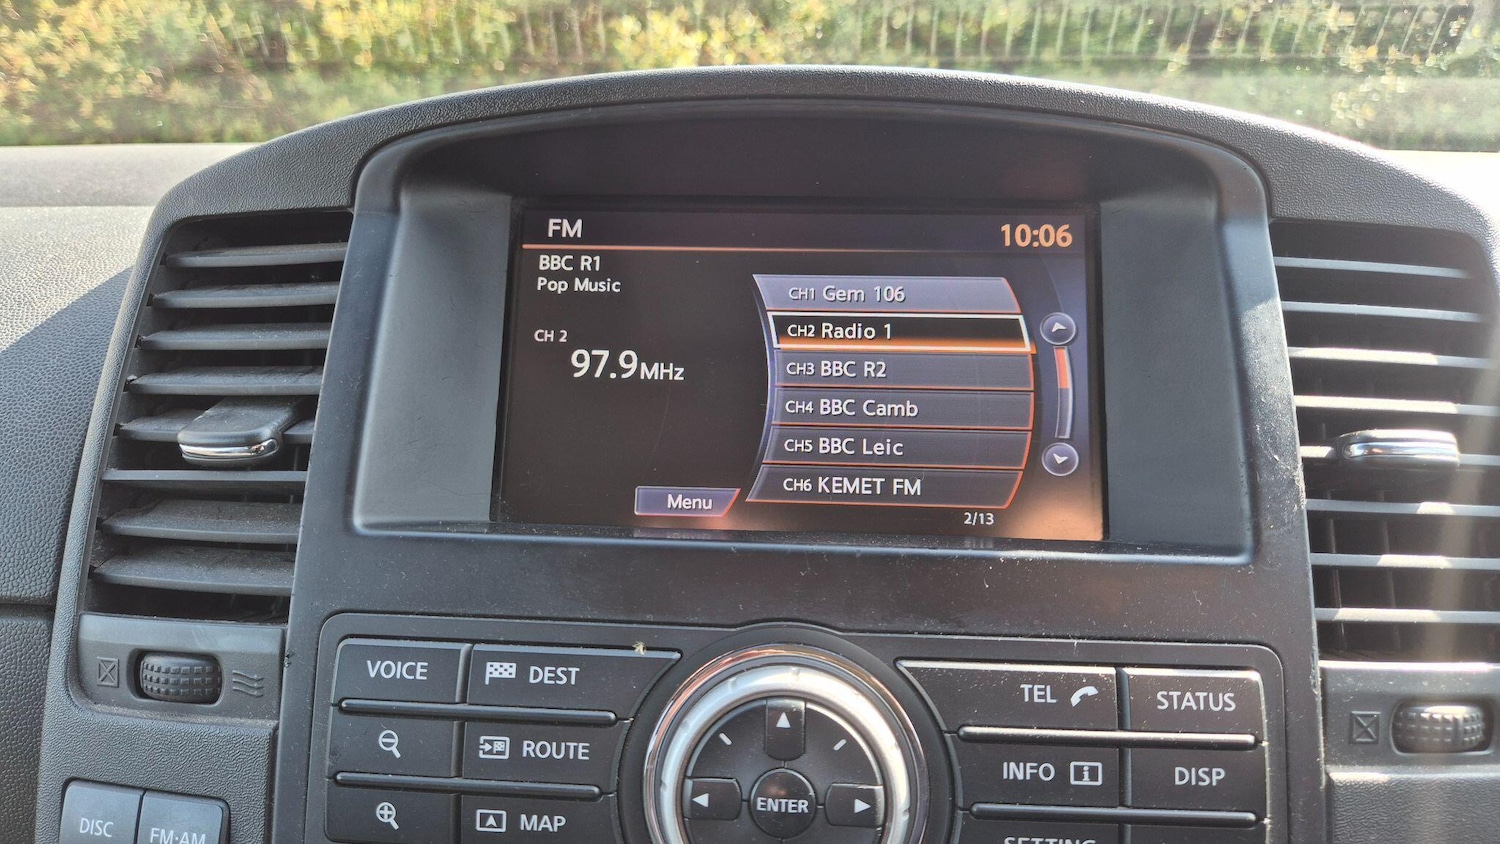 FM
10:06
BBC R1
Pop Music
CH 2
97.9MHz
CH1 Gem 106
CH2 Radio 1
CH3 BBC R2
CH4 BBC Camb
CH5 BBC Leic
CH6 KEMET FM
Menu
2/13
VOICE
DEST
TEL
STATUS
ROUTE
INFO
DISP
ENTER
MAP
SETTING
DISC
FM·AM